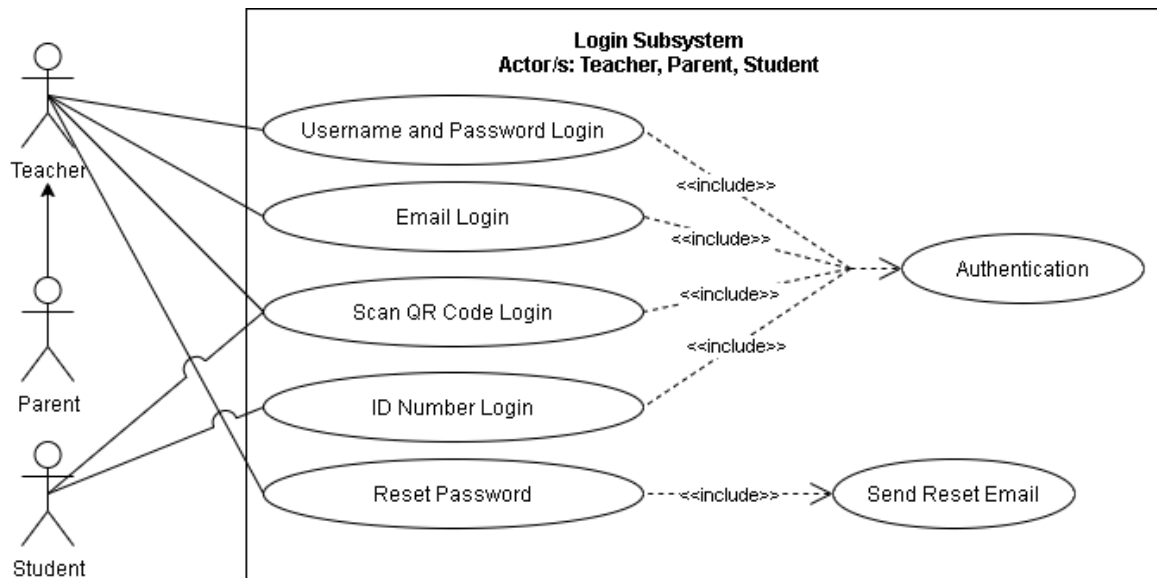 Login Subsystem
Actor/s: Teacher, Parent, Student
Teacher
Parent
Student
Username and Password Login
Email Login
Scan QR Code Login
ID Number Login
Reset Password
<<include>>
<<include>>
<<include>>
<<include>>
<<include>>
Authentication
Send Reset Email